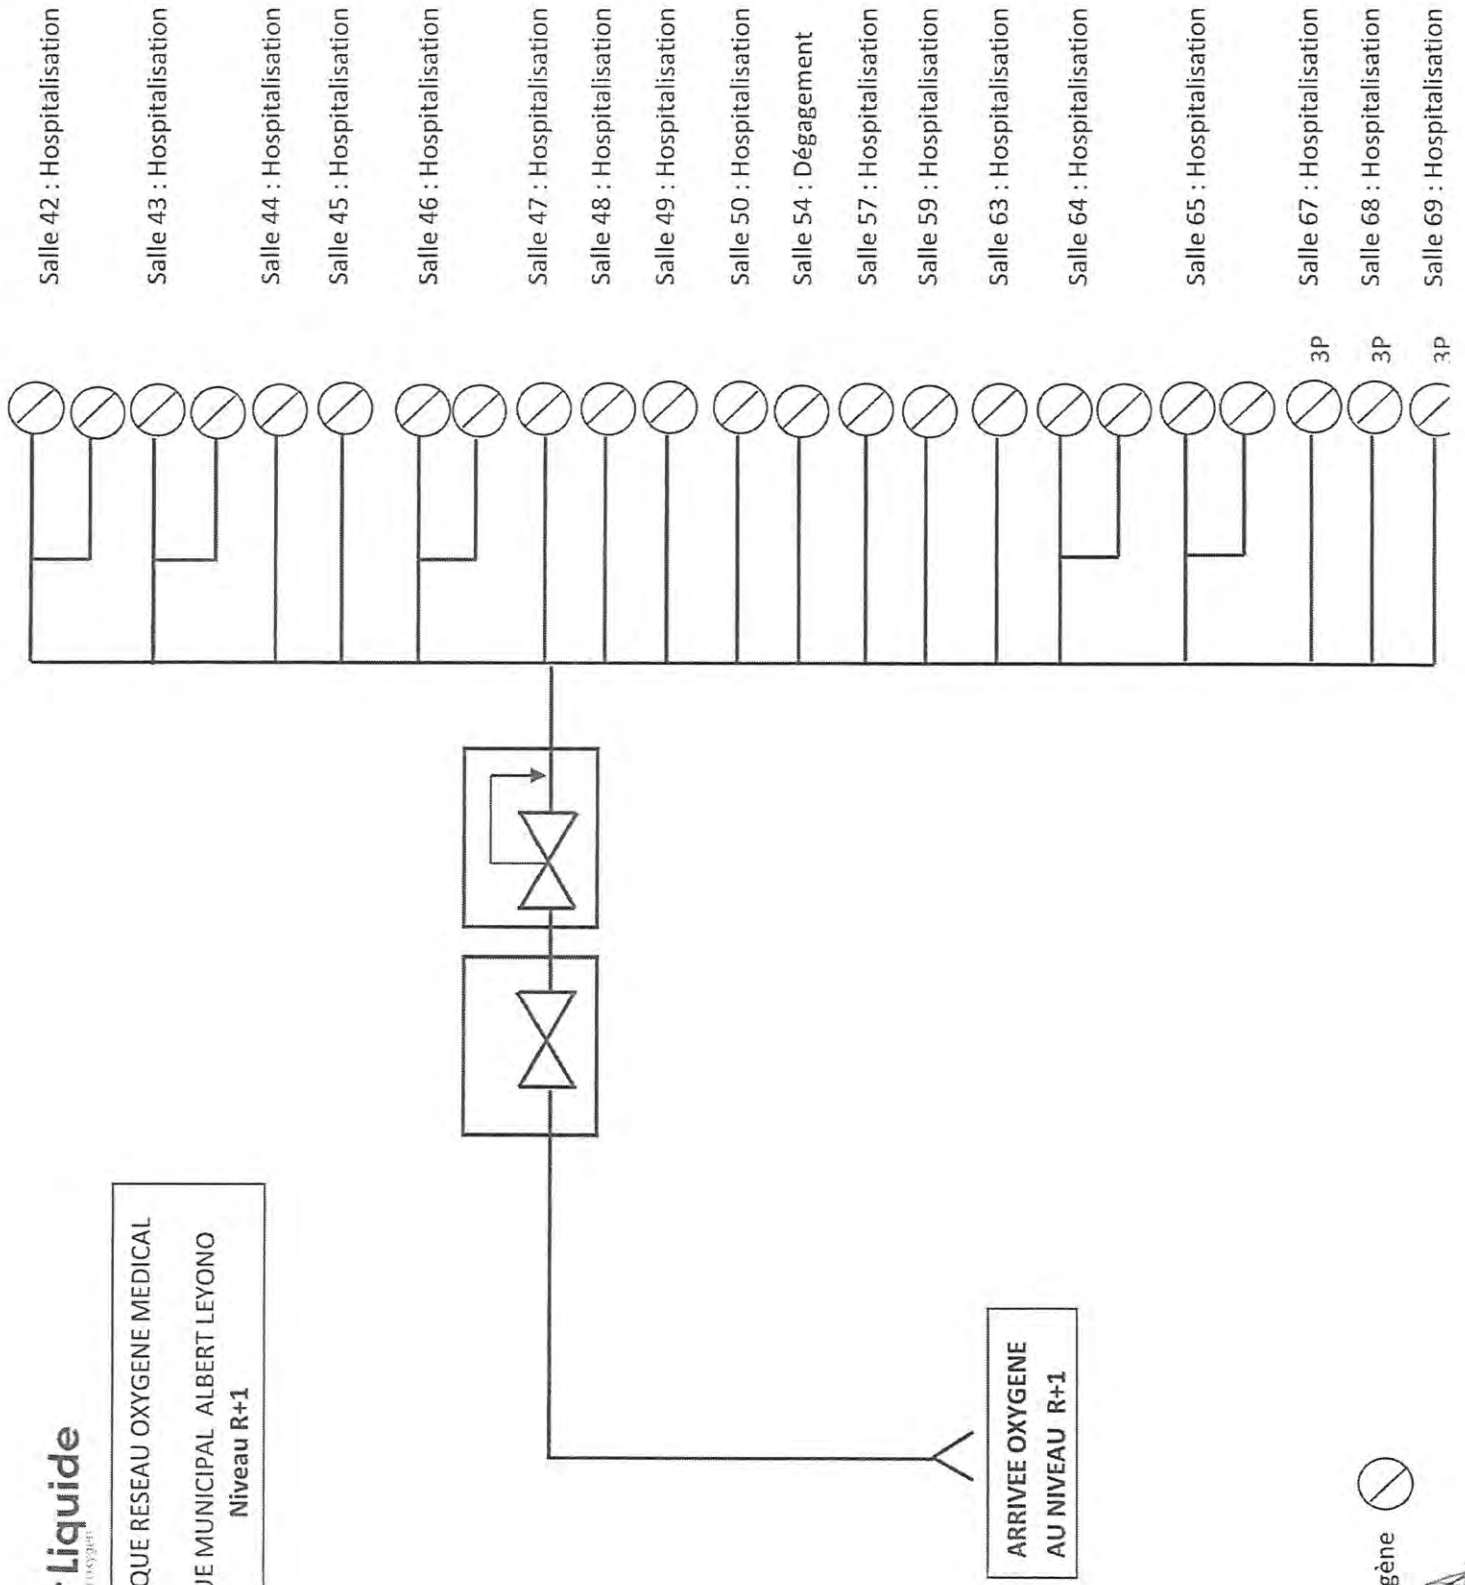 Liquide
QUE RESEAU OXYGENE MEDICAL
UE MUNICIPAL ALBERT LEYONO
Niveau R+1
ARRIVEE OXYGENE
AU NIVEAU R+1
gène
Salle 42 : Hospitalisation
Salle 43 : Hospitalisation
Salle 44 : Hospitalisation
Salle 45 : Hospitalisation
Salle 46 : Hospitalisation
Salle 47 : Hospitalisation
Salle 48 : Hospitalisation
Salle 49 : Hospitalisation
Salle 50 : Hospitalisation
Salle 54 : Dégagement
Salle 57 : Hospitalisation
Salle 59 : Hospitalisation
Salle 63 : Hospitalisation
Salle 64 : Hospitalisation
Salle 65 : Hospitalisation
3P Salle 67 : Hospitalisation
3P Salle 68 : Hospitalisation
3P Salle 69 : Hospitalisation